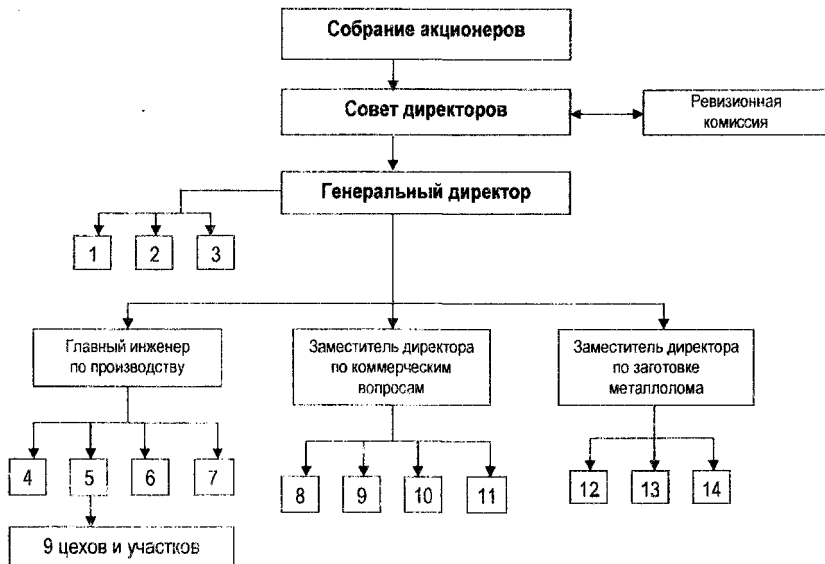 Собрание акционеров
Совет директоров
Ревизионная
комиссия
Генеральный директор
1
2
3
Главный инженер
по производству
Заместитель директора
по коммерческим
вопросам
Заместитель директора
по заготовке
металлолома
4
5
6
7
8
9
10
11
12
13
14
9 цехов и участков